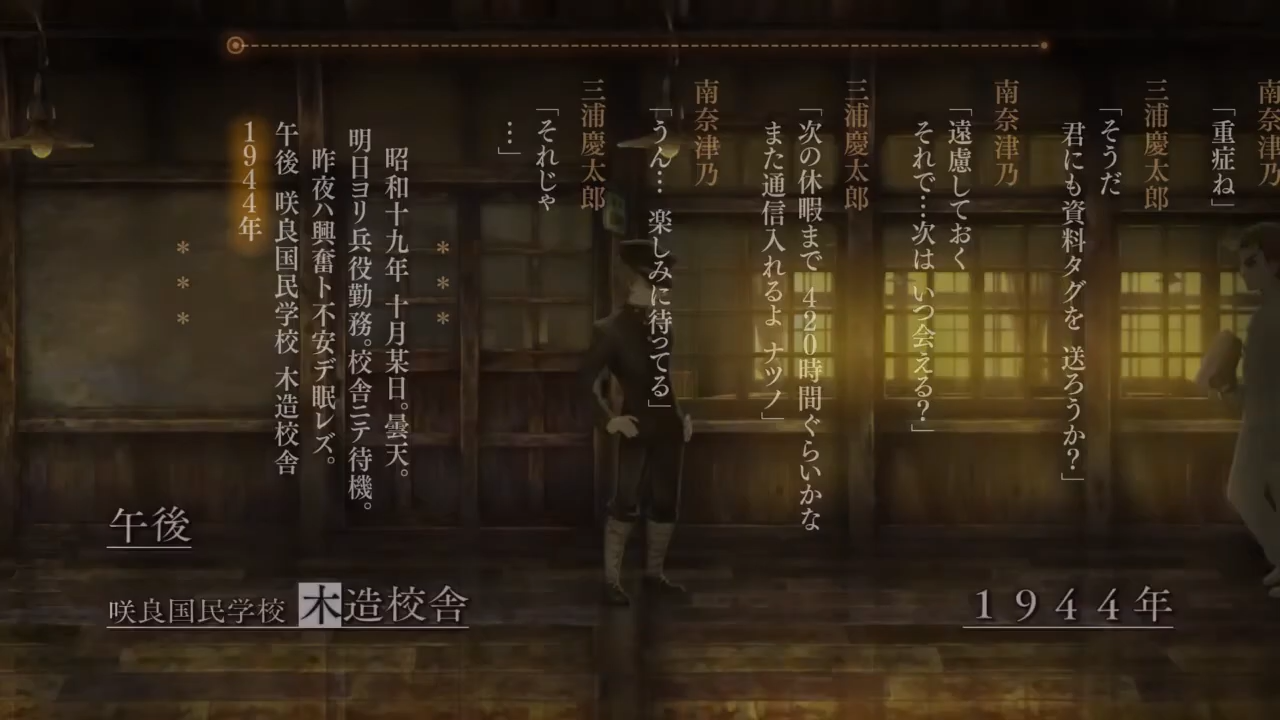 南奈津乃
「重症ね」
三浦慶太郎
「そうだ
君にも資料タグを 送ろうか?」
南奈津乃
「遠慮しておく
それで…次は いつ会える?」
三浦慶太郎
「次の休暇まで 420時間ぐらいかな
また通信入れるよ ナツノ」
南奈津乃
「うん… 楽しみに待ってる」
三浦慶太郎
「それじゃ
…」
＊＊＊
昭和十九年 十月某日。曇天。
明日ヨリ兵役勤務。校舎ニテ待機。
昨夜ハ興奮ト不安デ眠レズ。
午後 咲良国民学校 木造校舎
1944年
＊＊＊
午後
咲良国民学校 木造校舎
１９４４年